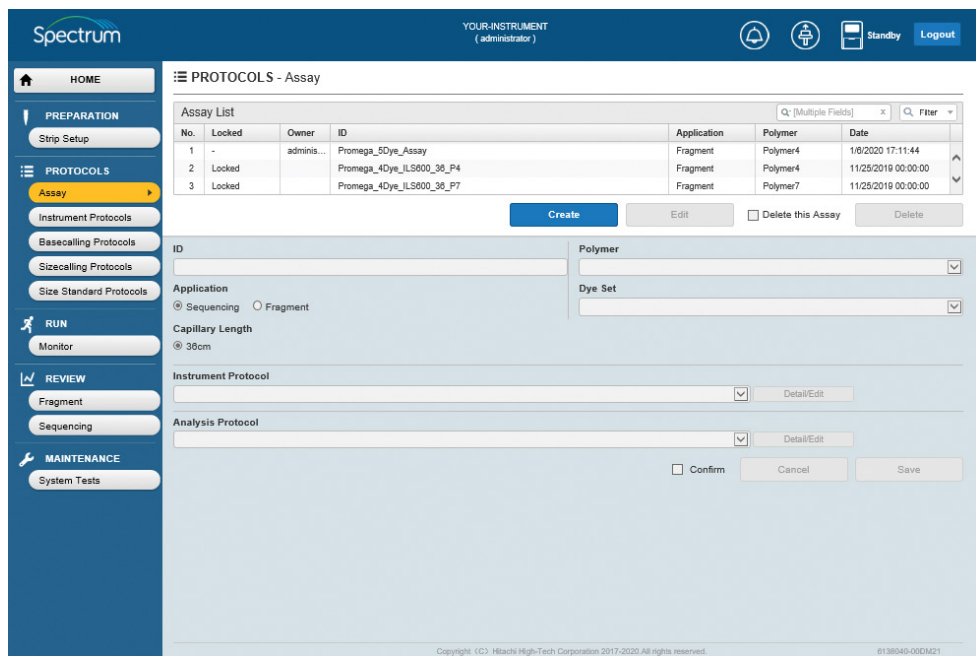 Spectrum
YOUR-INSTRUMENT
( administrator )
Standby
Logout
HOME
PREPARATION
Strip Setup
PROTOCOLS
Assay
Instrument Protocols
Basecalling Protocols
Sizecalling Protocols
Size Standard Protocols
RUN
Monitor
REVIEW
Fragment
Sequencing
MAINTENANCE
System Tests
PROTOCOLS - Assay
Assay List
[Multiple Fields] x Filter
No. Locked Owner ID Application Polymer Date
1 - adminis... Promega_5Dye_Assay Fragment Polymer4 1/6/2020 17:11:44
2 Locked Promega_4Dye_ILS600_36_P4 Fragment Polymer4 11/25/2019 00:00:00
3 Locked Promega_4Dye_ILS600_36_P7 Fragment Polymer7 11/25/2019 00:00:00
Create Edit Delete this Assay Delete
ID Polymer
Application Dye Set
Sequencing Fragment
Capillary Length
36cm
Instrument Protocol
Detail/Edit
Analysis Protocol
Detail/Edit
Confirm Cancel Save
Copyright (C) Hitachi High-Tech Corporation 2017-2020.All rights reserved. 6138040-00DM21